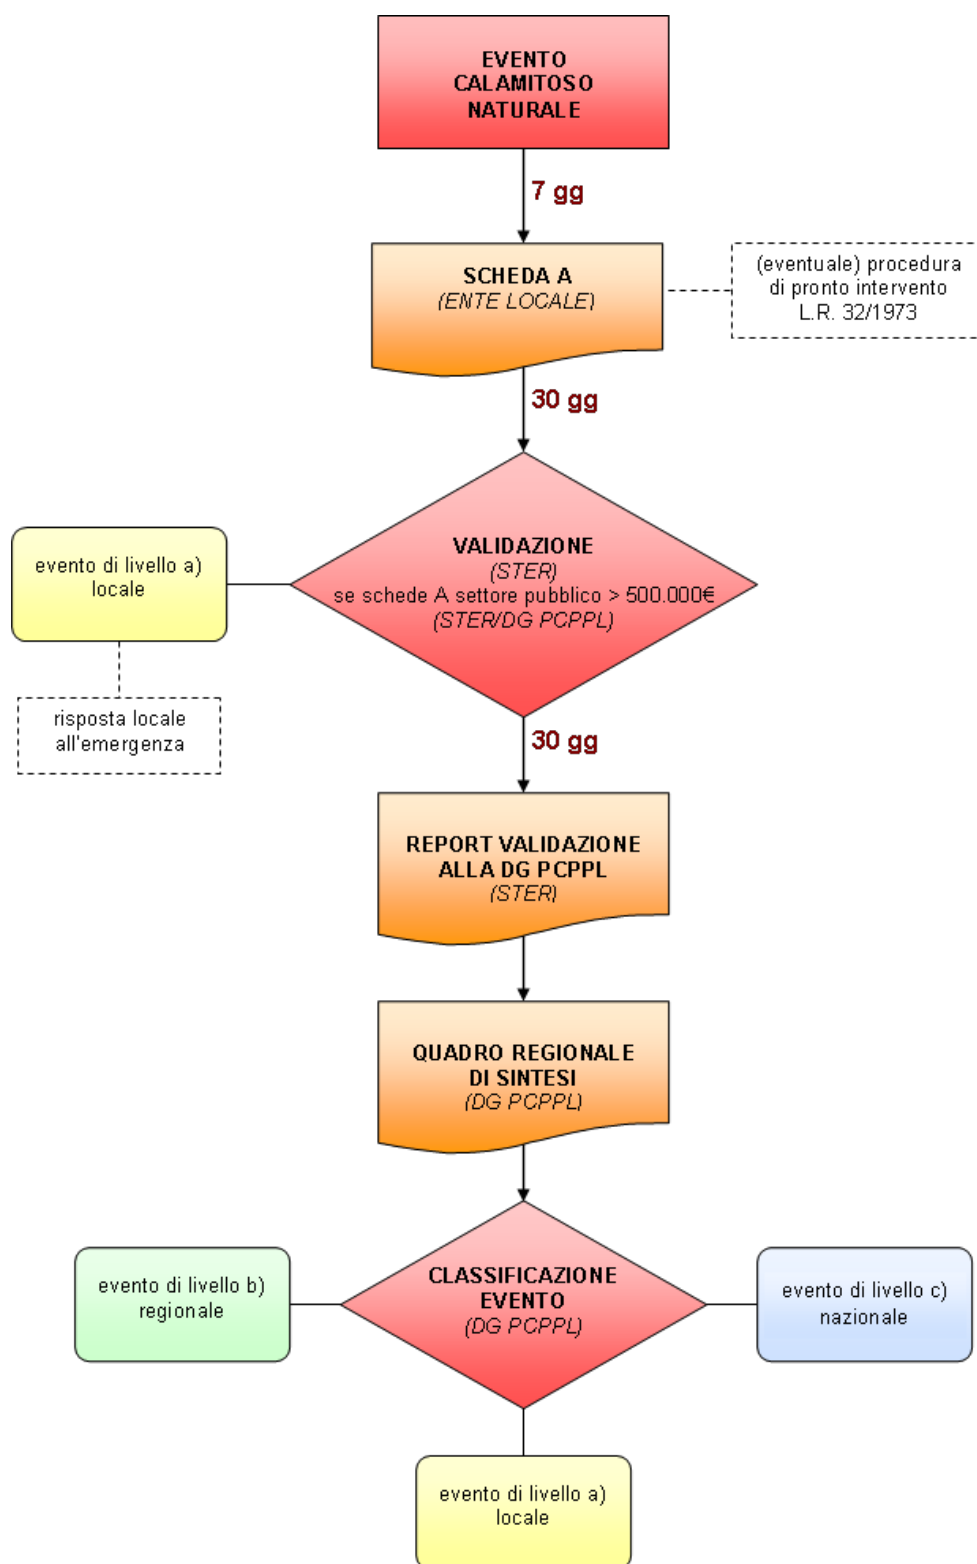 EVENTO
CALAMITOSO
NATURALE
7 gg
SCHEDA A
(ENTE LOCALE)
(eventuale) procedura
di pronto intervento
L.R. 32/1973
30 gg
VALIDAZIONE
(STER)
se schede A settore pubblico > 500.000€
(STER/DG PCPPL)
evento di livello a)
locale
risposta locale
all'emergenza
30 gg
REPORT VALIDAZIONE
ALLA DG PCPPL
(STER)
QUADRO REGIONALE
DI SINTESI
(DG PCPPL)
CLASSIFICAZIONE
EVENTO
(DG PCPPL)
evento di livello b)
regionale
evento di livello c)
nazionale
evento di livello a)
locale